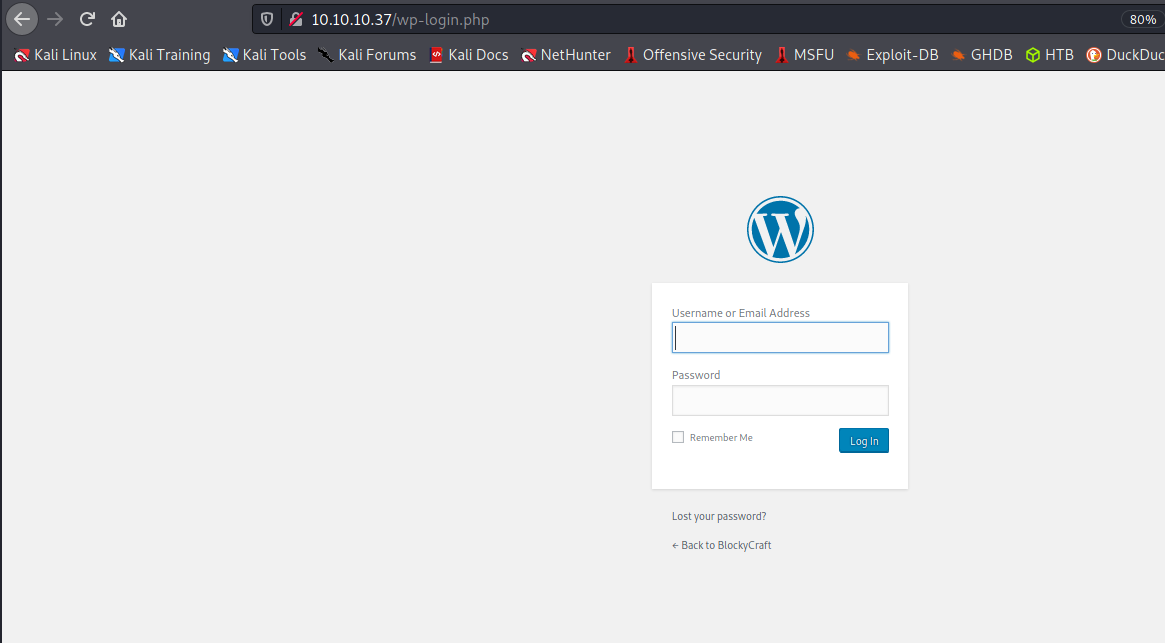 10.10.10.37/wp-login.php 80%
Kali Linux Kali Training Kali Tools Kali Forums Kali Docs NetHunter Offensive Security MSFU Exploit-DB GHDB HTB DuckDuc
Username or Email Address
Password
Remember Me Log In
Lost your password?
← Back to BlockyCraft